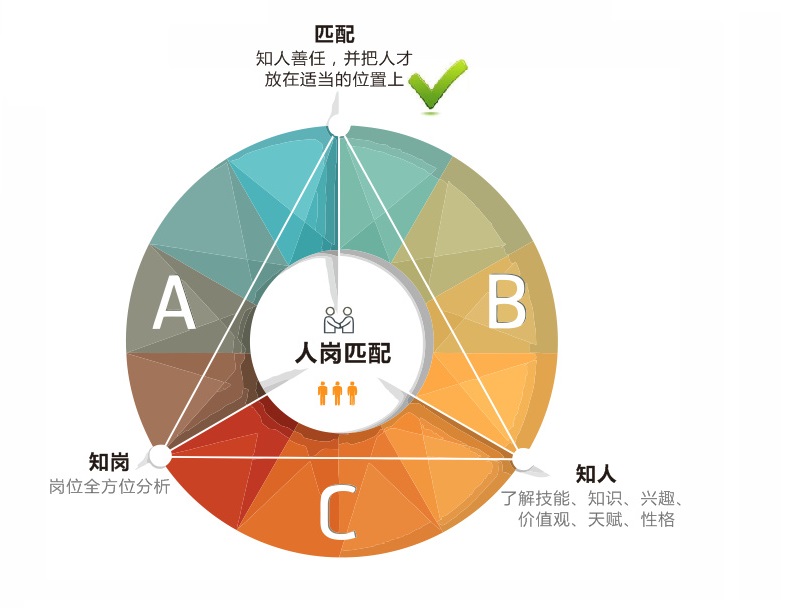 匹配
知人善任，并把人才
放在适当的位置上
A
B
人岗匹配
知岗
岗位全方位分析
知人
了解技能、知识、兴趣、
价值观、天赋、性格
C